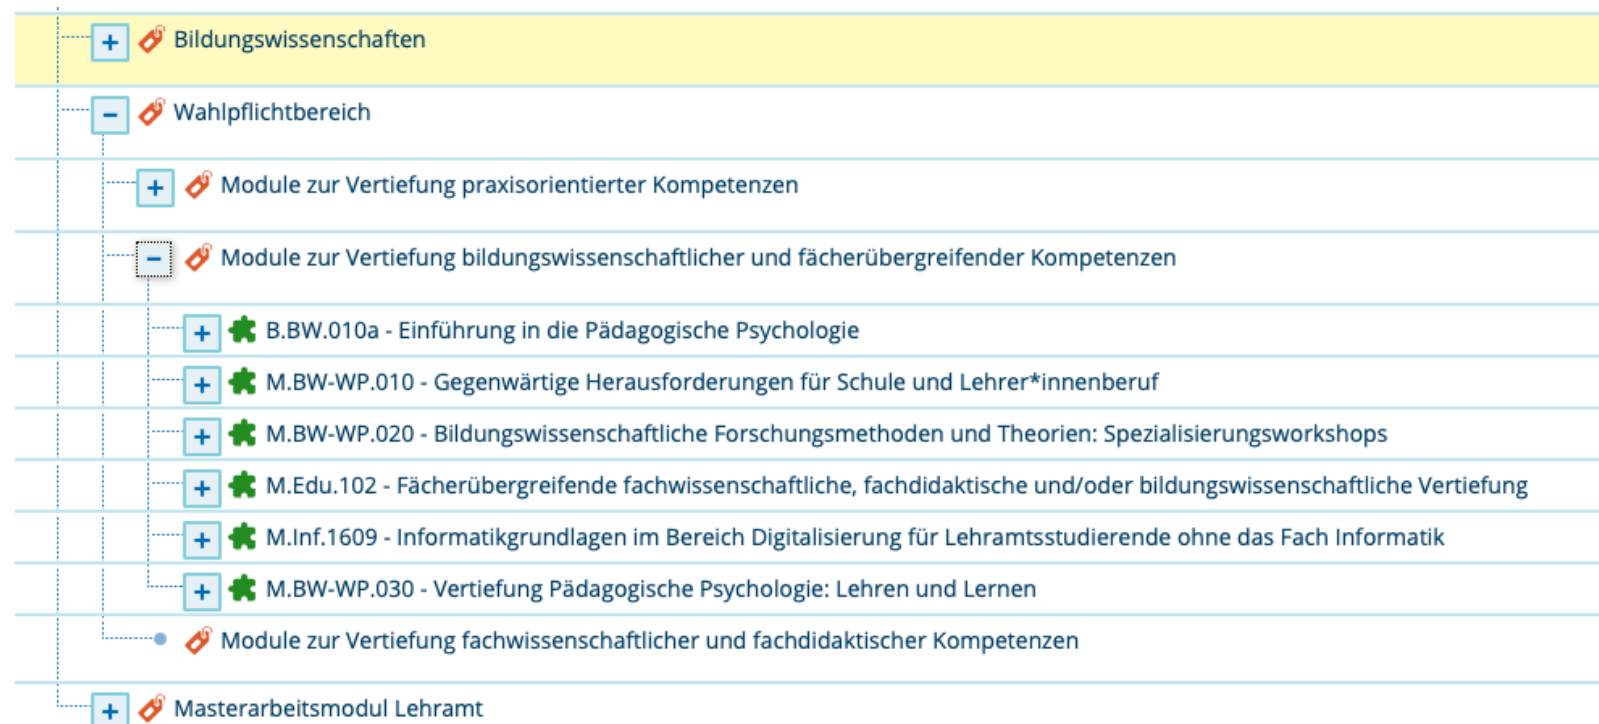 Bildungswissenschaften
Wahlpflichtbereich
Module zur Vertiefung praxisorientierter Kompetenzen
Module zur Vertiefung bildungswissenschaftlicher und fächerübergreifender Kompetenzen
B.BW.010a - Einführung in die Pädagogische Psychologie
M.BW-WP.010 - Gegenwärtige Herausforderungen für Schule und Lehrer*innenberuf
M.BW-WP.020 - Bildungswissenschaftliche Forschungsmethoden und Theorien: Spezialisierungsworkshops
M.Edu.102 - Fächerübergreifende fachwissenschaftliche, fachdidaktische und/oder bildungswissenschaftliche Vertiefung
M.Inf.1609 - Informatikgrundlagen im Bereich Digitalisierung für Lehramtsstudierende ohne das Fach Informatik
M.BW-WP.030 - Vertiefung Pädagogische Psychologie: Lehren und Lernen
Module zur Vertiefung fachwissenschaftlicher und fachdidaktischer Kompetenzen
Masterarbeitsmodul Lehramt